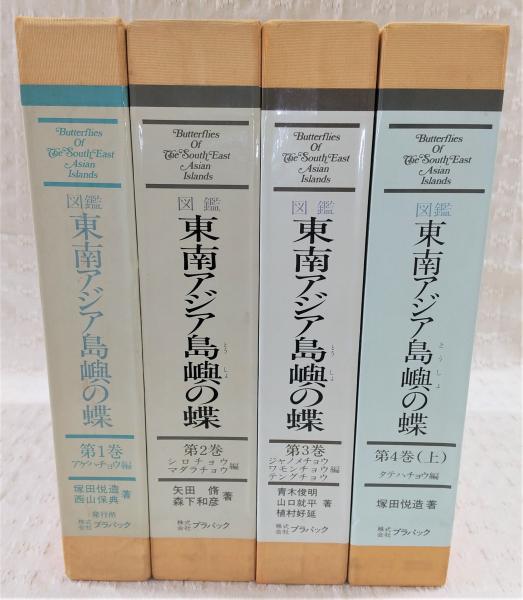 Butterflies
Of
The South East
Asian
Islands
図鑑
東南アジア島嶼の蝶
第1巻
アゲハチョウ編
塚田悦造
西山保典
著
発行所
株式会社 プラパック
Butterflies
Of
The South East
Asian
Islands
図鑑
東南アジア島嶼の蝶
とうしょ
第2巻
シロチョウ
マダラチョウ
編
矢田 脩
森下和彦
著
株式会社 プラパック
Butterflies
Of
The South East
Asian
Islands
図鑑
東南アジア島嶼の蝶
とうしょ
第3巻
ジャノメチョウ
ワモンチョウ編
テングチョウ
青木俊明
山口就平 著
植村好延
株式会社 プラパック
Butterflies
Of
The South East
Asian
Islands
図鑑
東南アジア島嶼の蝶
とうしょ
第4巻(上)
タテハチョウ編
塚田悦造 著
株式会社 プラパック